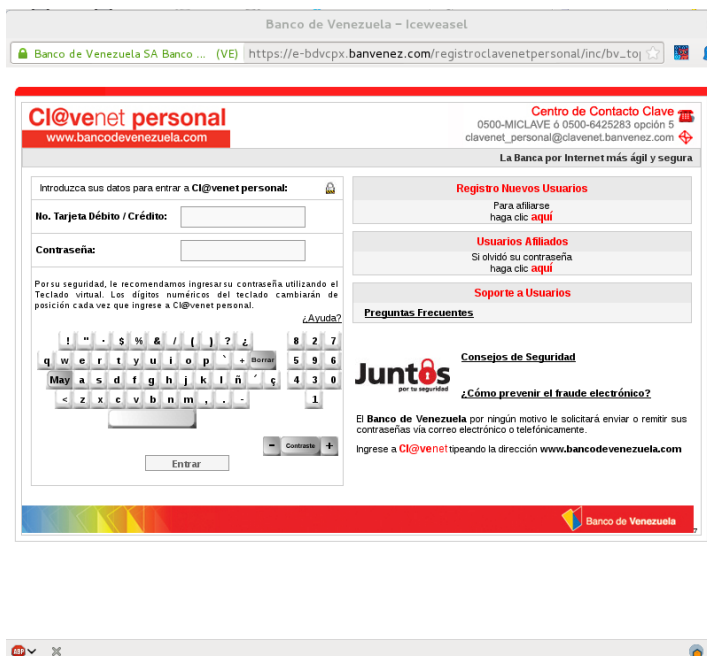 Banco de Venezuela - Iceweasel
Banco de Venezuela SA Banco ... (VE) https://e-bdvcpx.banvenez.com/registroclavenetpersonal/inc/bv_to
Cl@venet personal
www.bancodevenezuela.com
Centro de Contacto Clave
0500-MICLAVE ó 0500-6425283 opción 5
clavenet_personal@clavenet.banvenez.com
La Banca por Internet más ágil y segura
Introduzca sus datos para entrar a Cl@venet personal:
No. Tarjeta Débito / Crédito:
Contraseña:
Por su seguridad, le recomendamos ingresar su contraseña utilizando el
Teclado virtual. Los dígitos numéricos del teclado cambiarán de
posición cada vez que ingrese a Cl@venet personal.
¿Ayuda?
! " · $ % & / ( ) ? ¿ 8 2 7
q w e r t y u i o p ` + Borrar 5 9 6
May a s d f g h j k l ñ ´ ç 4 3 0
< z x c v b n m , . - 1
- Contraste +
Entrar
Registro Nuevos Usuarios
Para afiliarse
haga clic aquí
Usuarios Afiliados
Si olvidó su contraseña
haga clic aquí
Soporte a Usuarios
Preguntas Frecuentes
Juntos
por tu seguridad
Consejos de Seguridad
¿Cómo prevenir el fraude electrónico?
El Banco de Venezuela por ningún motivo le solicitará enviar o remitir sus
contraseñas vía correo electrónico o telefónicamente.
Ingrese a Cl@venet tipeando la dirección www.bancodevenezuela.com
Banco de Venezuela
ABP